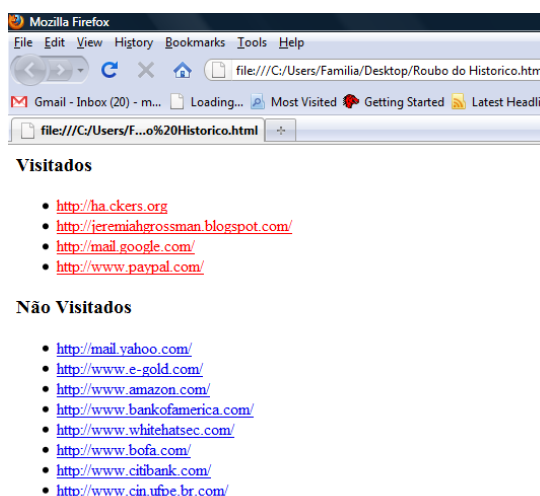 Mozilla Firefox
File Edit View History Bookmarks Tools Help
file:///C:/Users/Familia/Desktop/Roubo do Historico.htm
Gmail - Inbox (20) - m... Loading... Most Visited Getting Started Latest Headli
file:///C:/Users/F...o%20Historico.html
Visitados
http://ha.ckers.org
http://jeremiahgrossman.blogspot.com/
http://mail.google.com/
http://www.paypal.com/
Não Visitados
http://mail.yahoo.com/
http://www.e-gold.com/
http://www.amazon.com/
http://www.bankofamerica.com/
http://www.whitehatsec.com/
http://www.bofa.com/
http://www.citibank.com/
http://www.cin.ufpe.br.com/